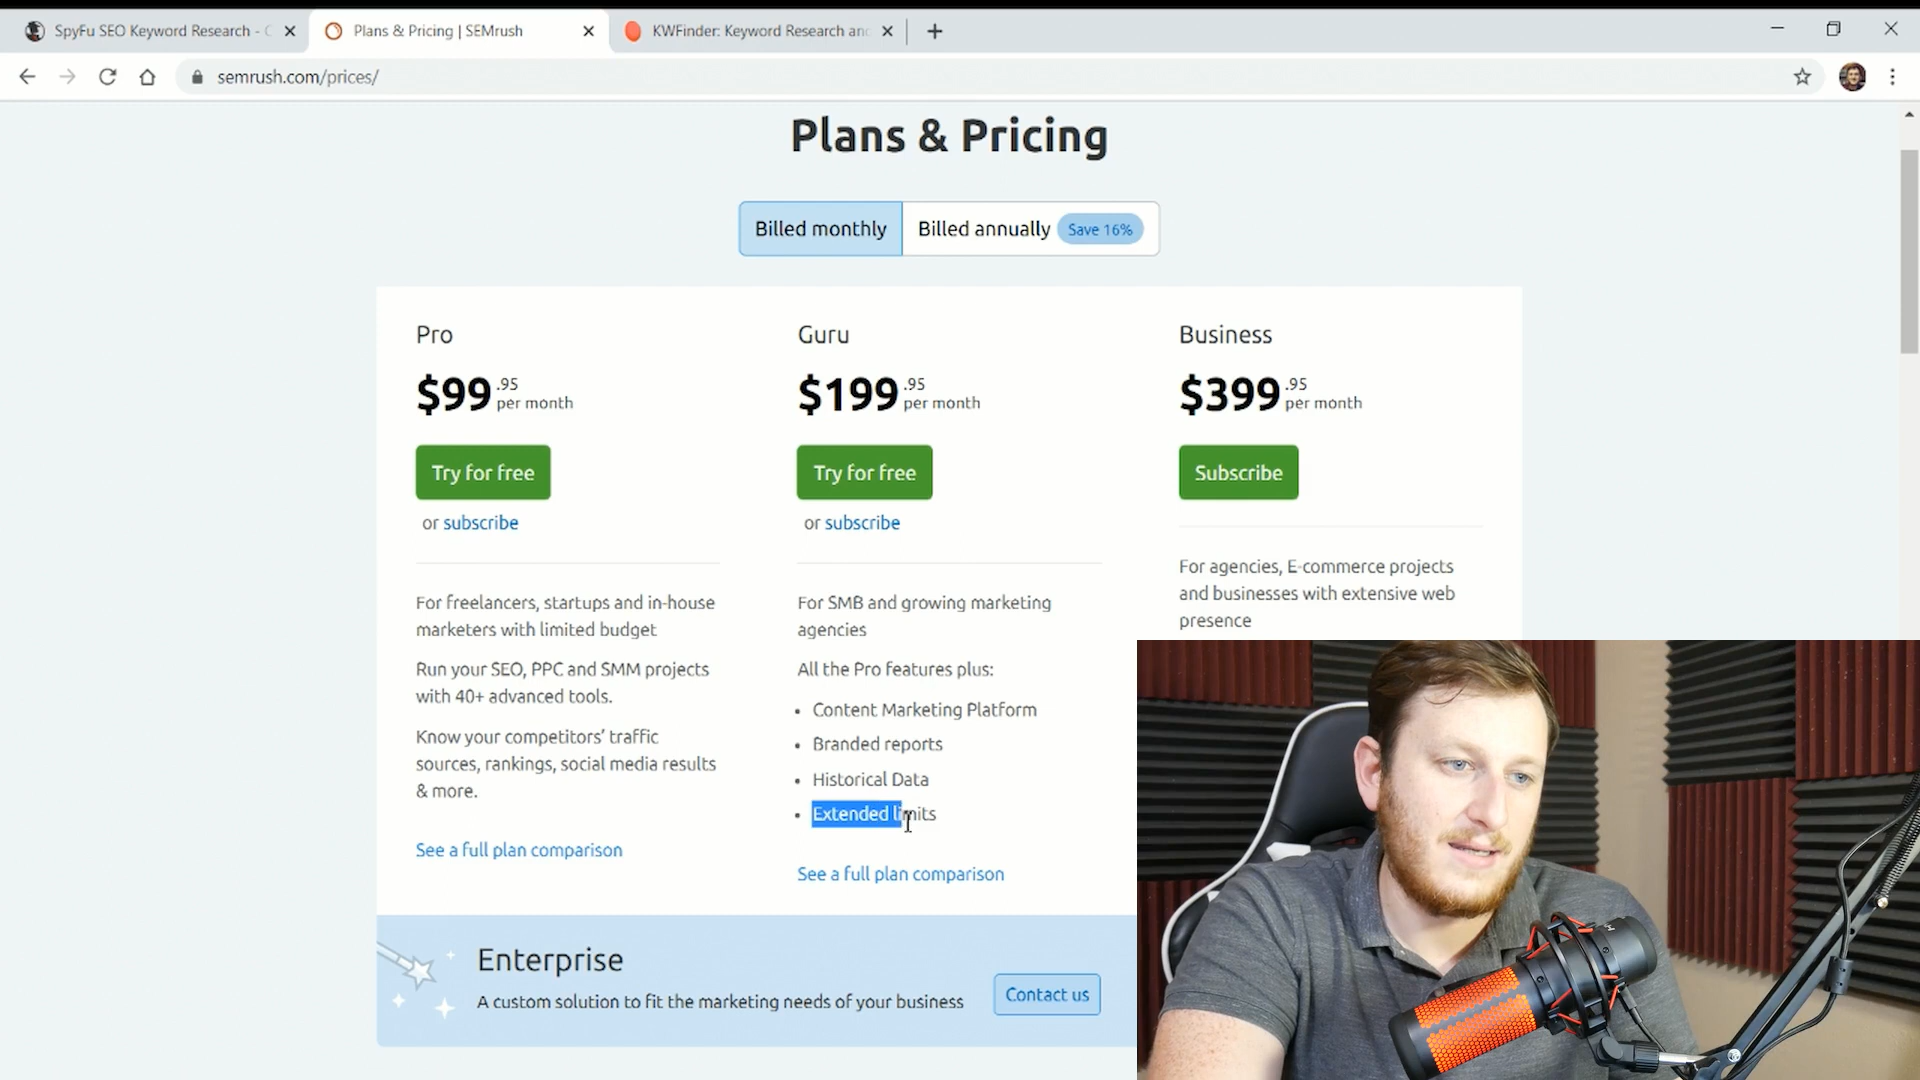 SpyFu SEO Keyword Research - C
Plans & Pricing | SEMrush
KWFinder: Keyword Research and
semrush.com/prices/
Plans & Pricing
Billed monthly
Billed annually
Save 16%
Pro
$99.95 per month
Try for free
or subscribe
For freelancers, startups and in-house
marketers with limited budget
Run your SEO, PPC and SMM projects
with 40+ advanced tools.
Know your competitors' traffic
sources, rankings, social media results
& more.
See a full plan comparison
Guru
$199.95 per month
Try for free
or subscribe
For SMB and growing marketing
agencies
All the Pro features plus:
• Content Marketing Platform
• Branded reports
• Historical Data
• Extended limits
See a full plan comparison
Business
$399.95 per month
Subscribe
For agencies, E-commerce projects
and businesses with extensive web
presence
Enterprise
A custom solution to fit the marketing needs of your business
Contact us